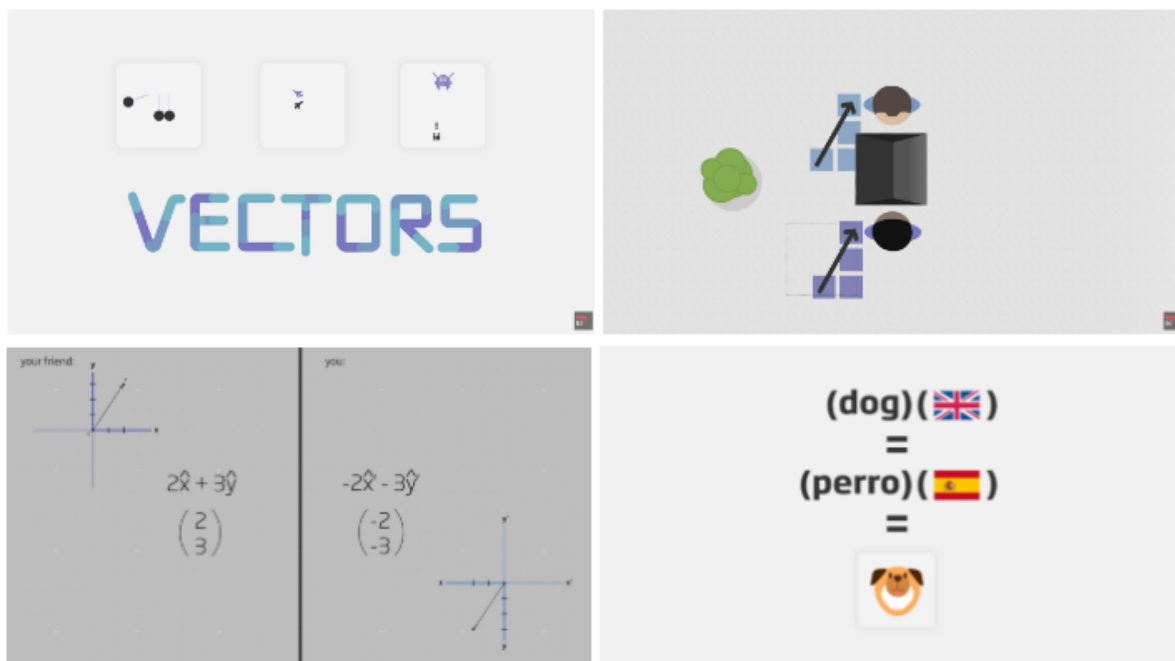 VECTORS
your friend:
you:
y
x
2x̂ + 3ŷ
-2x̂' - 3ŷ'
2
3
-2
-3
(dog)( )
=
(perro)( )
=